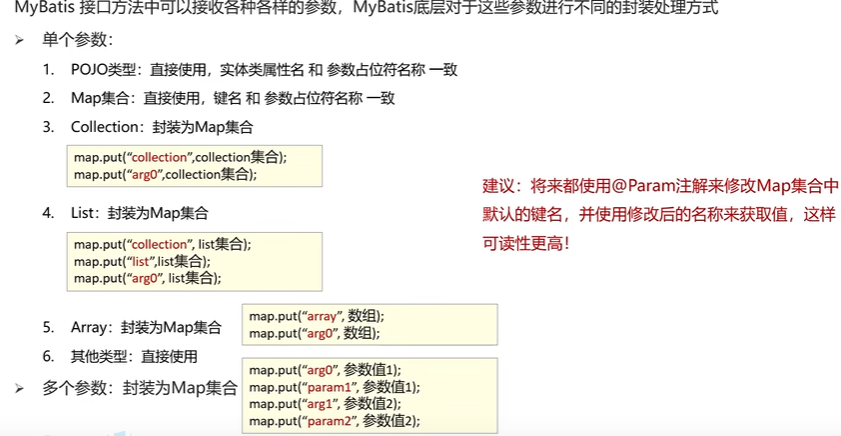 MyBatis 接口方法中可以接收各种各样的参数，MyBatis底层对于这些参数进行不同的封装处理方式
➢ 单个参数：
1. POJO类型：直接使用，实体类属性名 和 参数占位符名称 一致
2. Map集合：直接使用，键名 和 参数占位符名称 一致
3. Collection：封装为Map集合
map.put(“collection”,collection集合);
map.put(“arg0”,collection集合);
4. List：封装为Map集合
map.put(“collection”, list集合);
map.put(“list”,list集合);
map.put(“arg0”, list集合);
5. Array：封装为Map集合
map.put(“array”, 数组);
map.put(“arg0”, 数组);
6. 其他类型：直接使用
➢ 多个参数：封装为Map集合
map.put(“arg0”, 参数值1);
map.put(“param1”, 参数值1);
map.put(“arg1”, 参数值2);
map.put(“param2”, 参数值2);
建议：将来都使用@Param注解来修改Map集合中
默认的键名，并使用修改后的名称来获取值，这样
可读性更高！